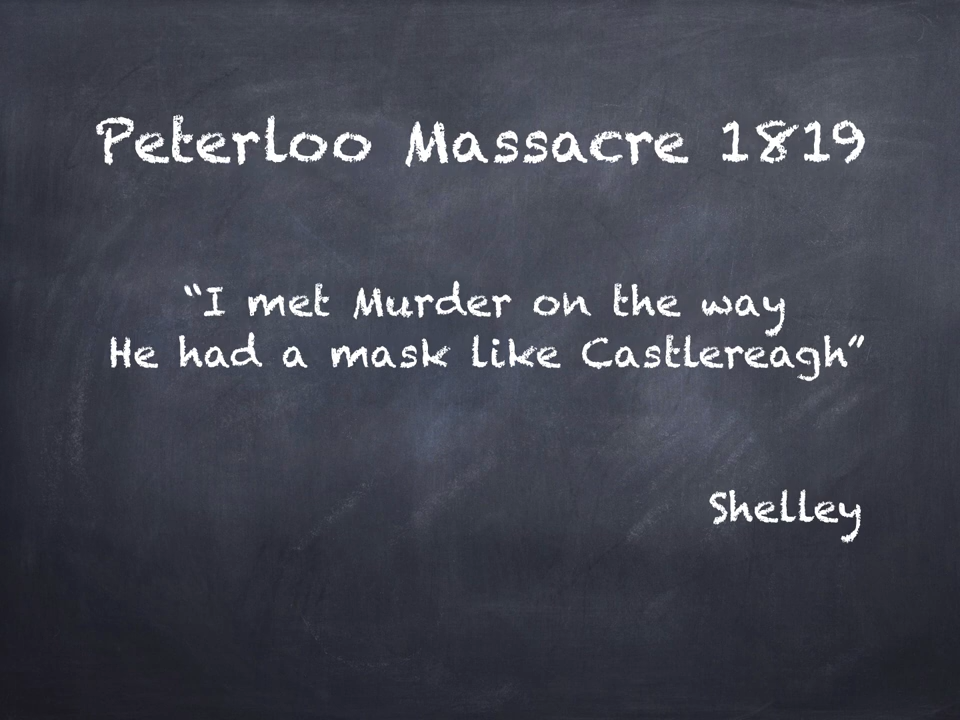 Peterloo Massacre 1819
“I met Murder on the way
He had a mask like Castlereagh”
Shelley